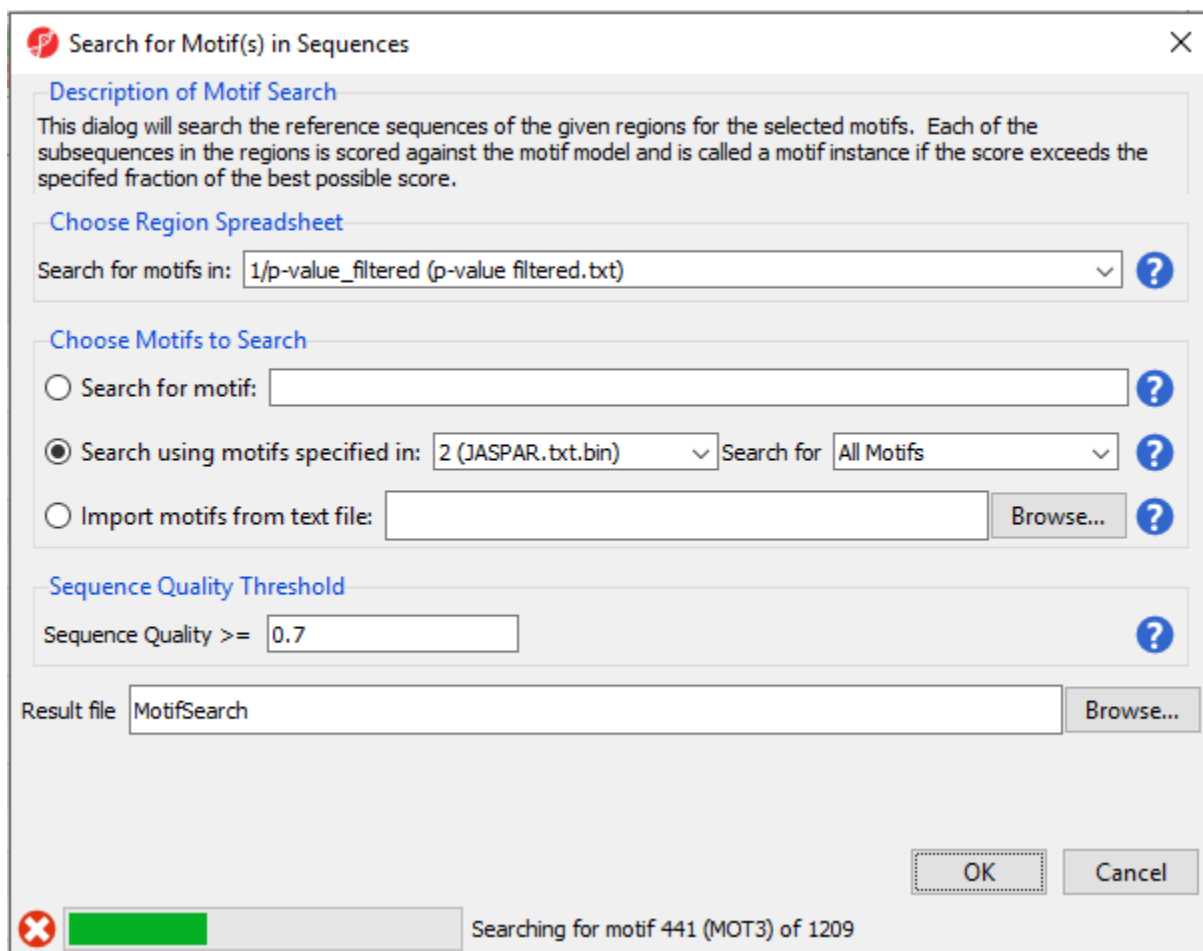 Search for Motif(s) in Sequences
Description of Motif Search
This dialog will search the reference sequences of the given regions for the selected motifs. Each of the
subsequences in the regions is scored against the motif model and is called a motif instance if the score exceeds the
specifed fraction of the best possible score.
Choose Region Spreadsheet
Search for motifs in: 1/p-value_filtered (p-value filtered.txt) ?
Choose Motifs to Search
Search for motif: ?
Search using motifs specified in: 2 (JASPAR.txt.bin) Search for All Motifs ?
Import motifs from text file: Browse... ?
Sequence Quality Threshold
Sequence Quality >= 0.7 ?
Result file MotifSearch Browse...
OK Cancel
Searching for motif 441 (MOT3) of 1209